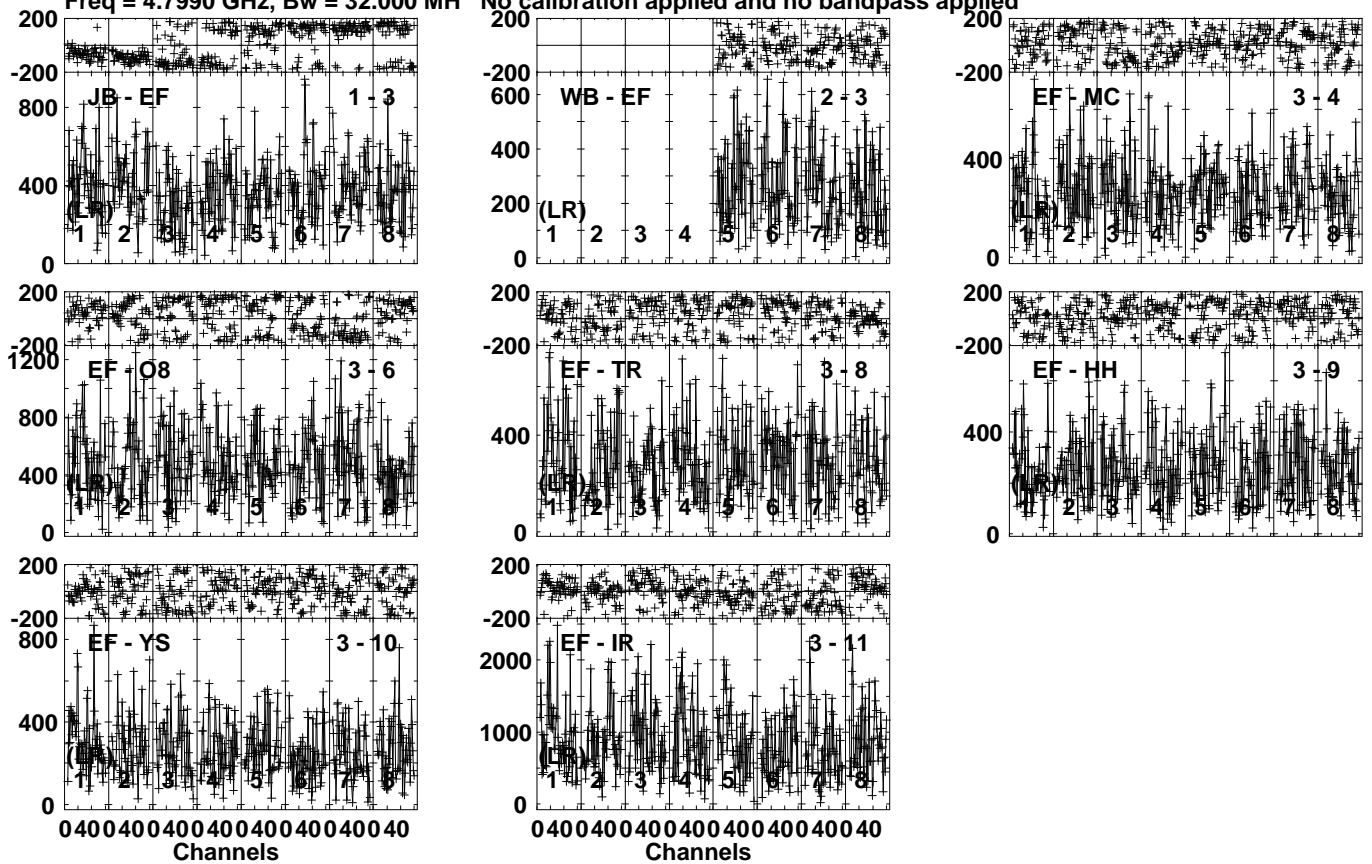 Freq = 4.7990 GHz, Bw = 32.000 MH No calibration applied and no bandpass applied
200
-200
JB - EF 1 - 3
800
400
0
(LR)
1 2 3 4 5 6 7 8
200
-200
WB - EF 2 - 3
600
400
200
0
(LR)
1 2 3 4 5 6 7 8
200
-200
EF - MC 3 - 4
400
0
(LR)
1 2 3 4 5 6 7 8
200
-200
EF - O8 3 - 6
1200
800
400
0
(LR)
1 2 3 4 5 6 7 8
200
-200
EF - TR 3 - 8
400
0
(LR)
1 2 3 4 5 6 7 8
200
-200
EF - HH 3 - 9
400
0
(LR)
1 2 3 4 5 6 7 8
200
-200
EF - YS 3 - 10
800
400
0
(LR)
1 2 3 4 5 6 7 8
0 40 0 40 0 40 0 40 0 40 0 40 0 40 0 40
Channels
200
-200
EF - IR 3 - 11
2000
1000
0
(LR)
1 2 3 4 5 6 7 8
0 40 0 40 0 40 0 40 0 40 0 40 0 40 0 40
Channels